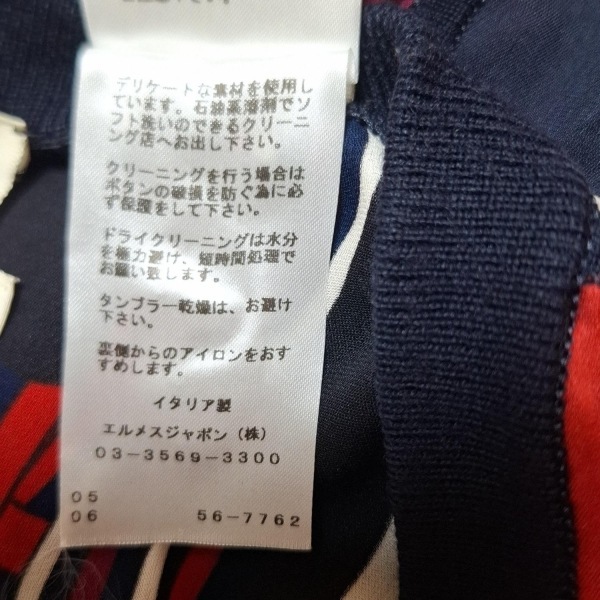 デリケートな素材を使用し
ています。石油系溶剤でソ
フト洗いのできるクリーニ
ング店へお出し下さい。
クリーニングを行う場合は
ボタンの破損を防ぐ為に必
ず保護をして下さい。
ドライクリーニングは水分
を極力避け、短時間処理で
お願い致します。
タンブラー乾燥は、お避け
下さい。
裏側からのアイロンをおす
すめします。
イタリア製
エルメスジャポン(株)
03-3569-3300
05
06 56-7762